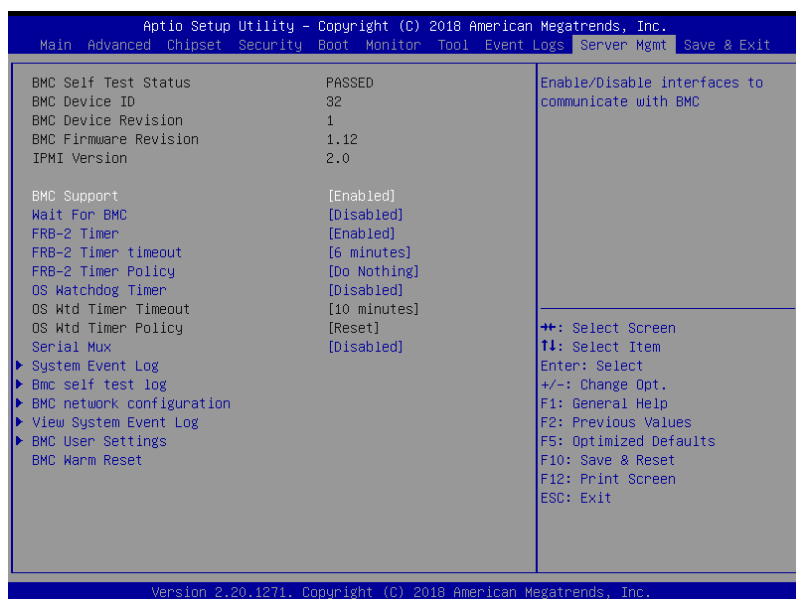 Aptio Setup Utility – Copyright (C) 2018 American Megatrends, Inc.
Main Advanced Chipset Security Boot Monitor Tool Event Logs Server Mgmt Save & Exit
BMC Self Test Status PASSED
BMC Device ID 32
BMC Device Revision 1
BMC Firmware Revision 1.12
IPMI Version 2.0
BMC Support [Enabled]
Wait For BMC [Disabled]
FRB-2 Timer [Enabled]
FRB-2 Timer timeout [6 minutes]
FRB-2 Timer Policy [Do Nothing]
OS Watchdog Timer [Disabled]
OS Wtd Timer Timeout [10 minutes]
OS Wtd Timer Policy [Reset]
Serial Mux [Disabled]
System Event Log
Bmc self test log
BMC network configuration
View System Event Log
BMC User Settings
BMC Warm Reset
Enable/Disable interfaces to
communicate with BMC
→←: Select Screen
↑↓: Select Item
Enter: Select
+/-: Change Opt.
F1: General Help
F2: Previous Values
F5: Optimized Defaults
F10: Save & Reset
F12: Print Screen
ESC: Exit
Version 2.20.1271. Copyright (C) 2018 American Megatrends, Inc.